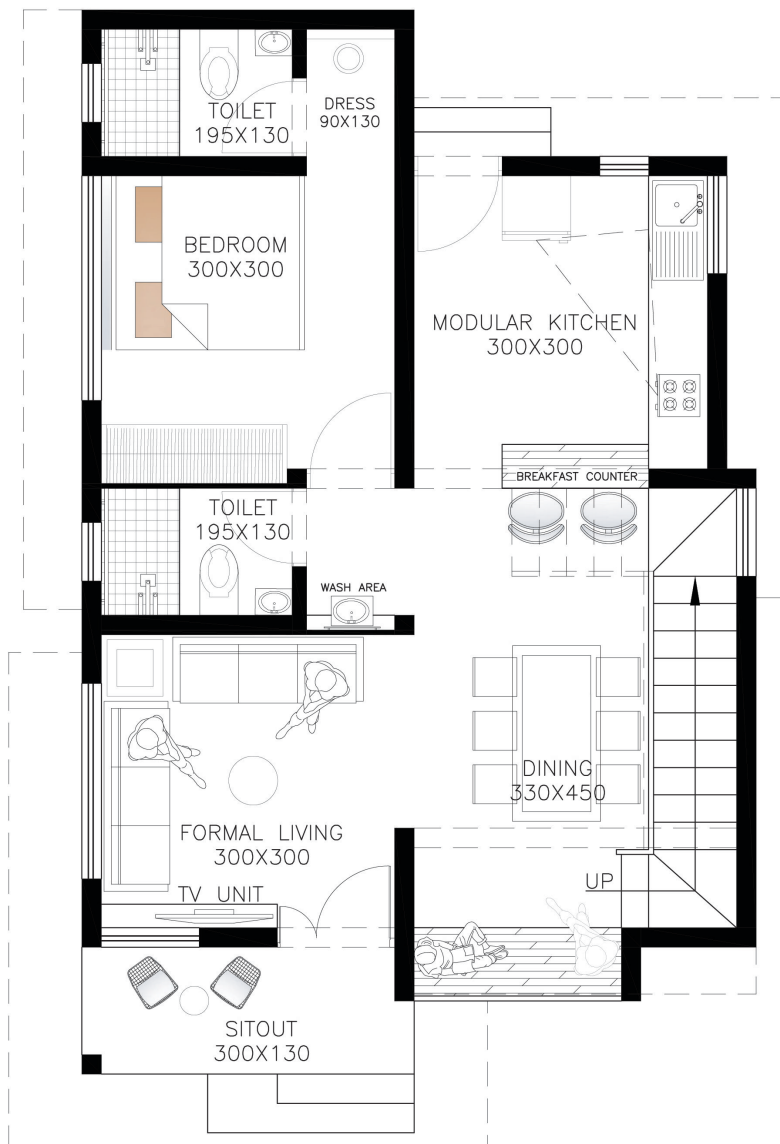 TOILET
195X130
DRESS
90X130
BEDROOM
300X300
MODULAR KITCHEN
300X300
BREAKFAST COUNTER
TOILET
195X130
WASH AREA
DINING
330X450
FORMAL LIVING
300X300
TV UNIT
UP
SITOUT
300X130